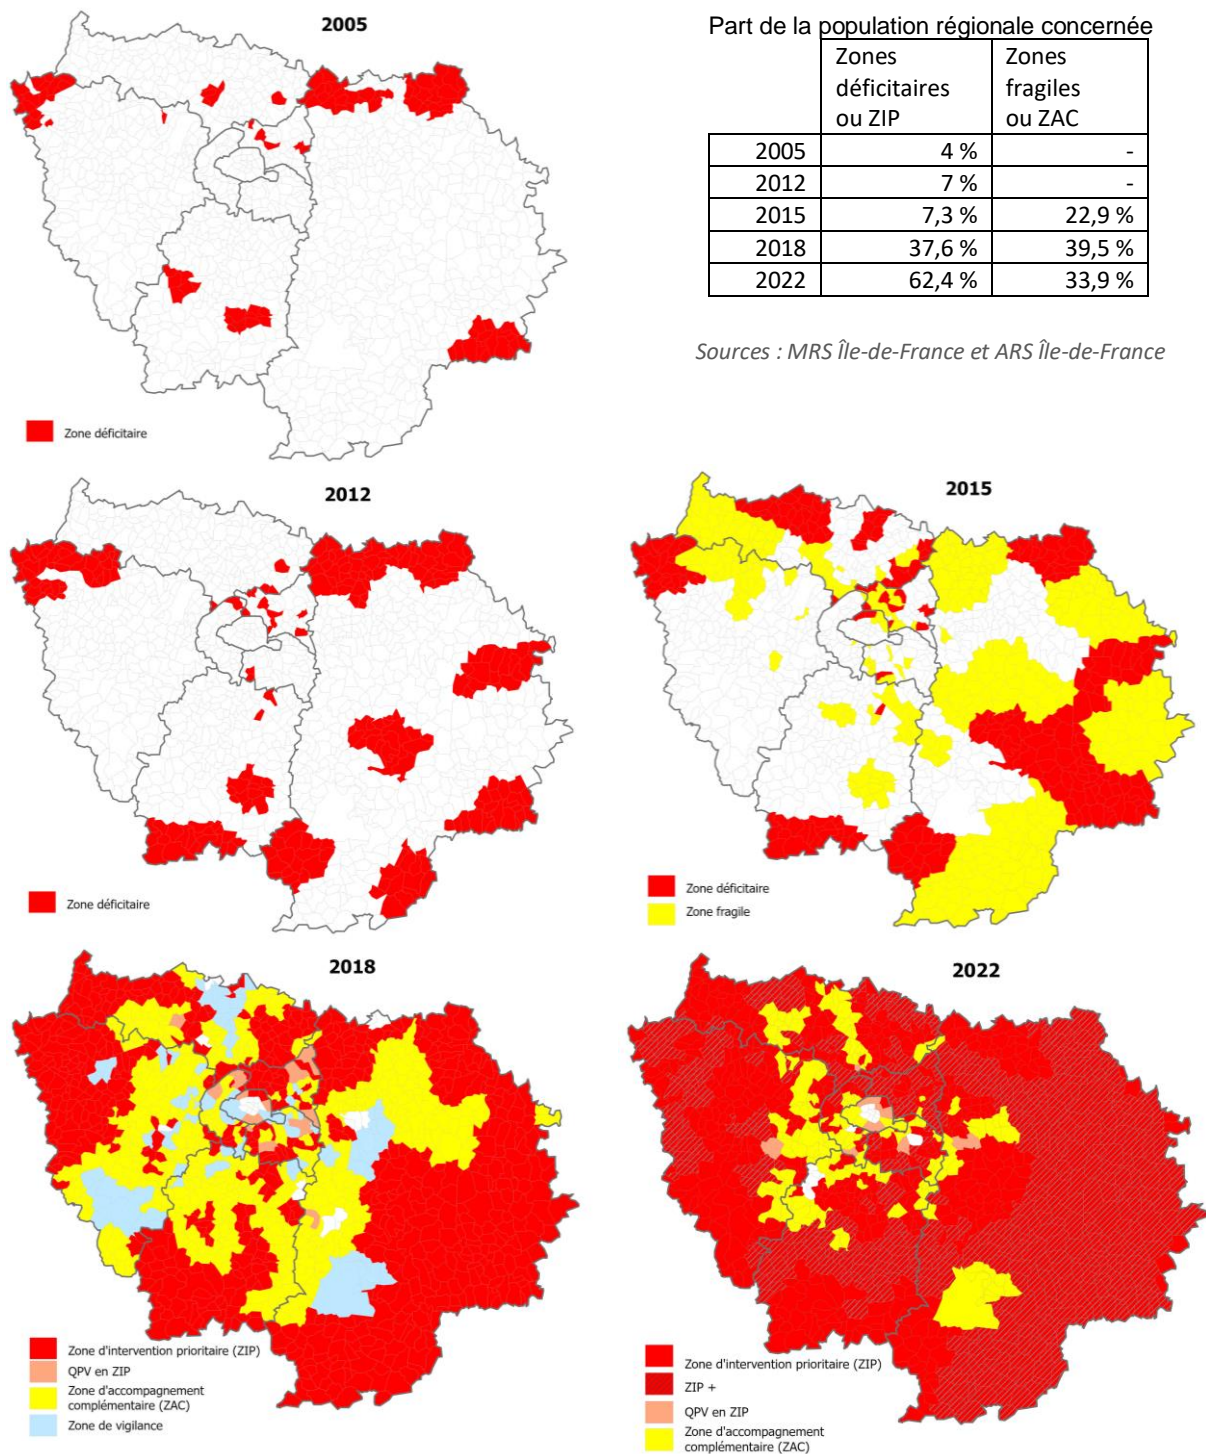 2005
Part de la population régionale concernée
Zones déficitaires ou ZIP
Zones fragiles ou ZAC
2005 4 % -
2012 7 % -
2015 7,3 % 22,9 %
2018 37,6 % 39,5 %
2022 62,4 % 33,9 %
Sources : MRS Île-de-France et ARS Île-de-France
Zone déficitaire
2012
Zone déficitaire
2015
Zone déficitaire
Zone fragile
2018
Zone d'intervention prioritaire (ZIP)
QPV en ZIP
Zone d'accompagnement
complémentaire (ZAC)
Zone de vigilance
2022
Zone d'intervention prioritaire (ZIP)
ZIP +
QPV en ZIP
Zone d'accompagnement
complémentaire (ZAC)